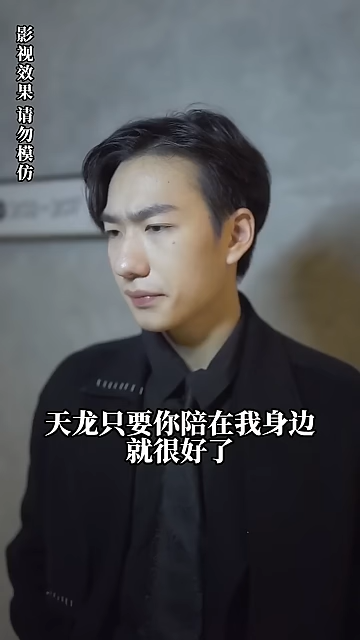 影视效果 请勿模仿
天龙只要你陪在我身边
就很好了